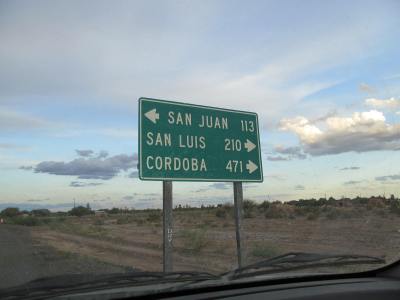 SAN JUAN 113
SAN LUIS 210
CORDOBA 471